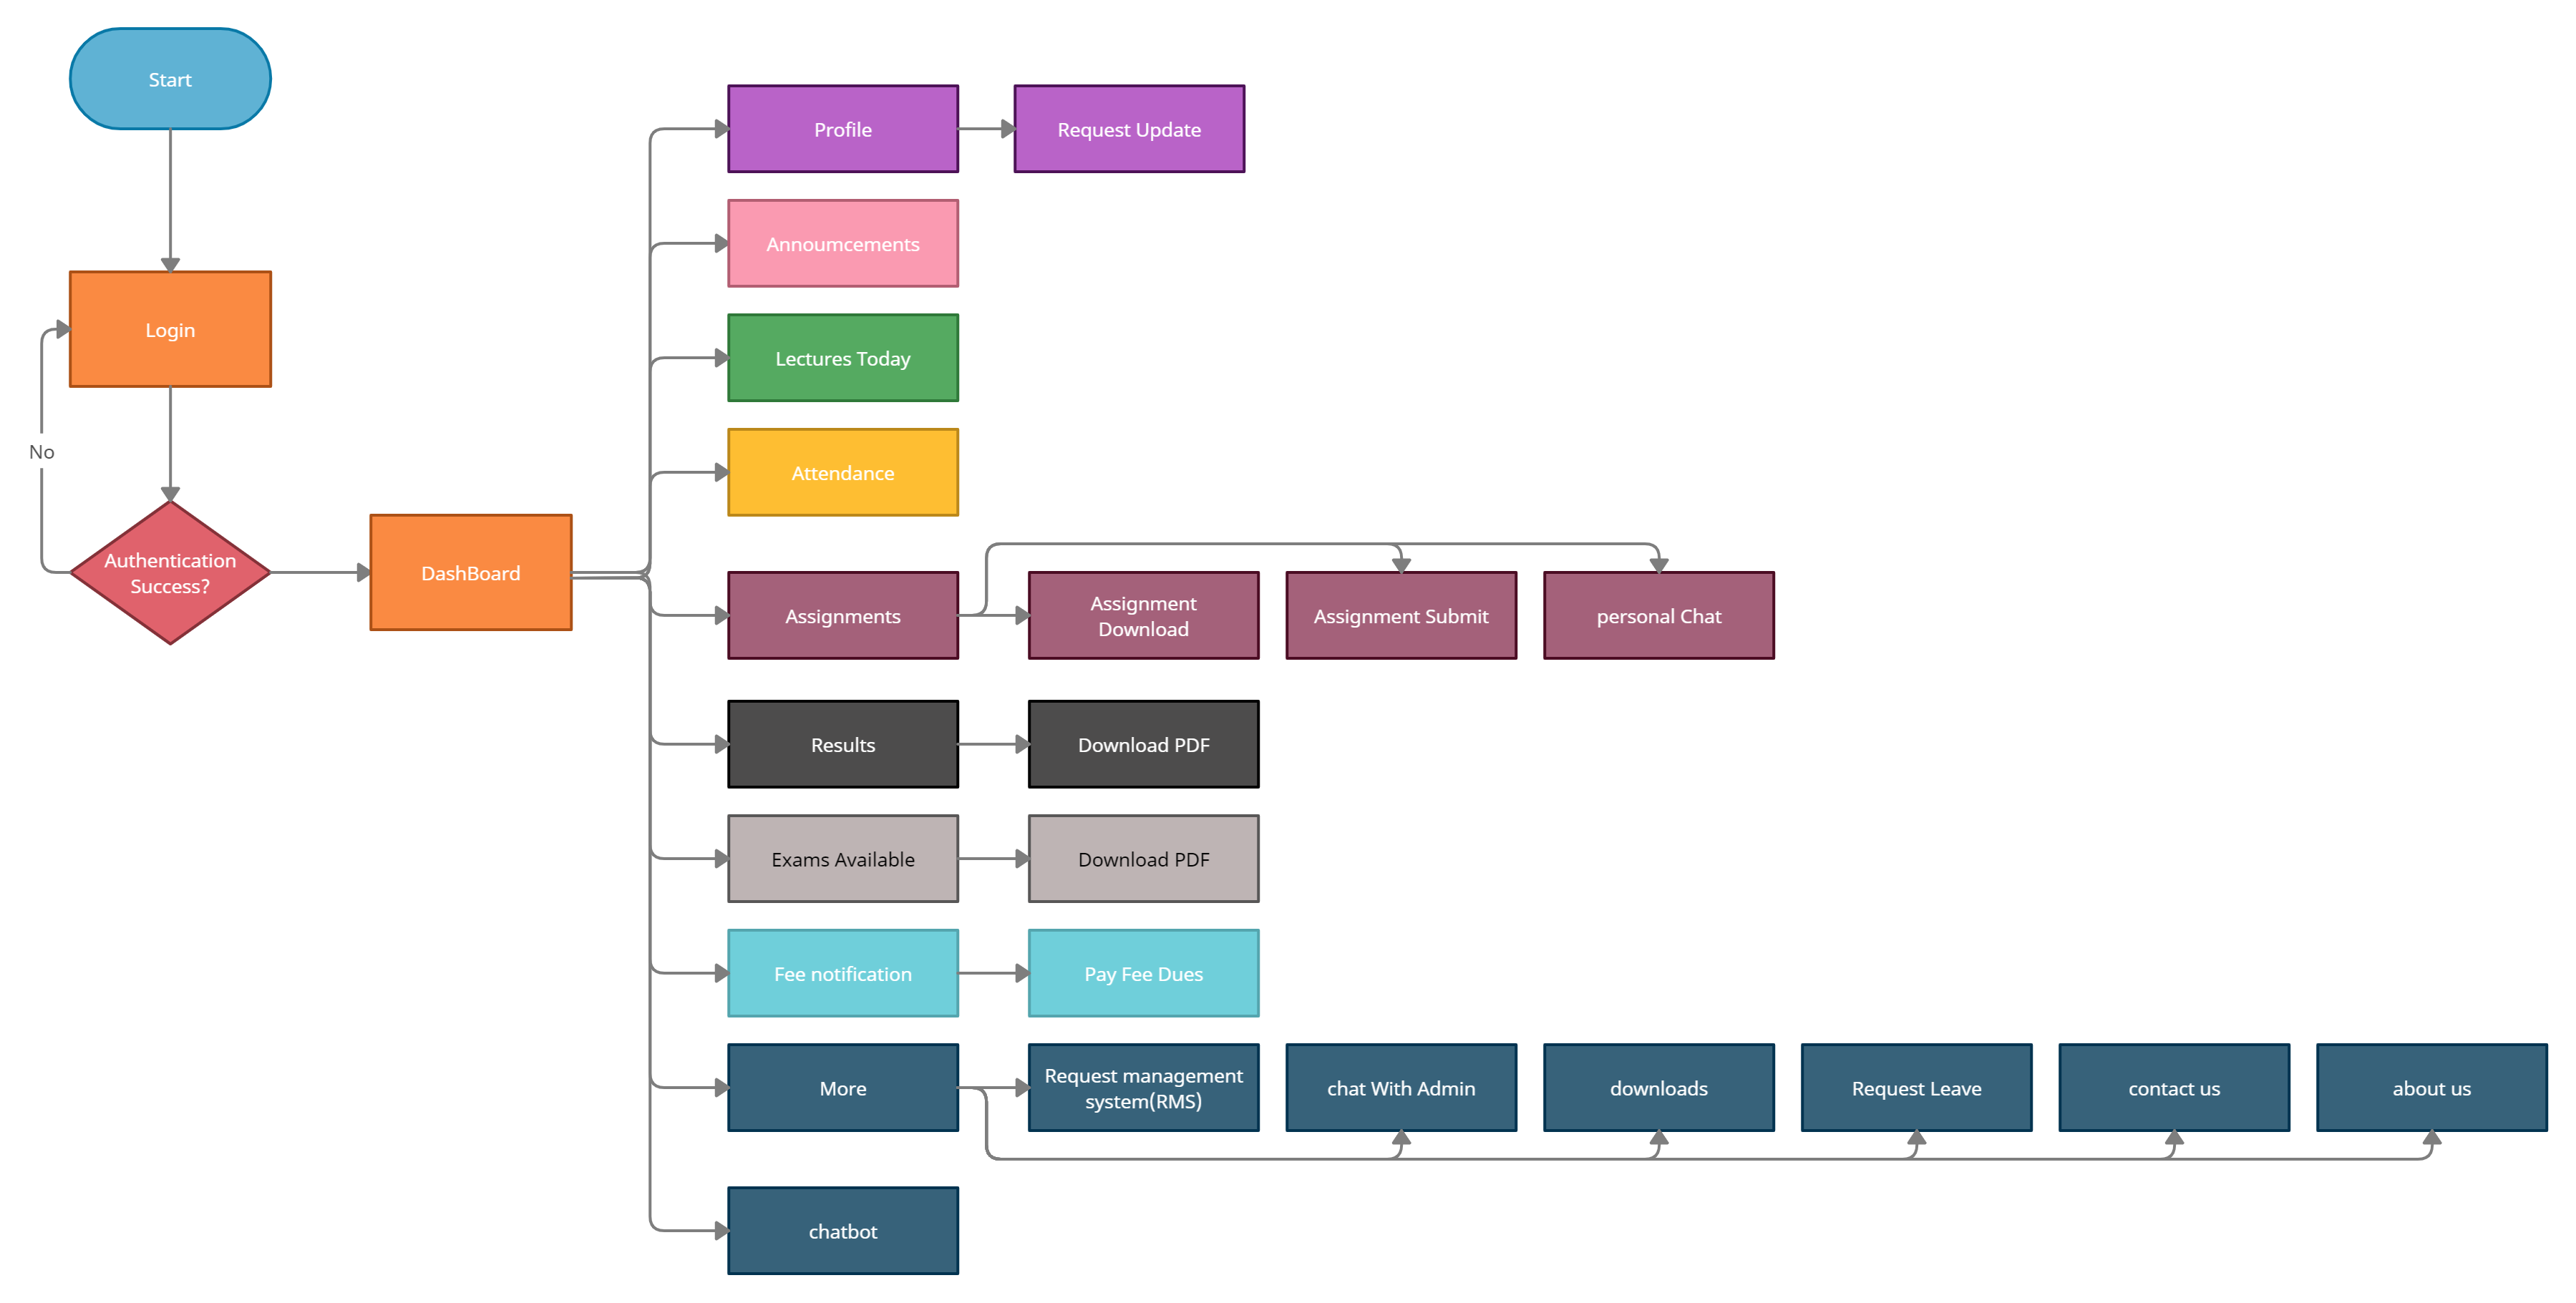 Start
Profile
Request Update
Annoumcements
Login
Lectures Today
No
Attendance
Authentication
Success?
DashBoard
Assignments
Assignment
Download
Assignment Submit
personal Chat
Results
Download PDF
Exams Available
Download PDF
Fee notification
Pay Fee Dues
More
Request management
system(RMS)
chat With Admin
downloads
Request Leave
contact us
about us
chatbot